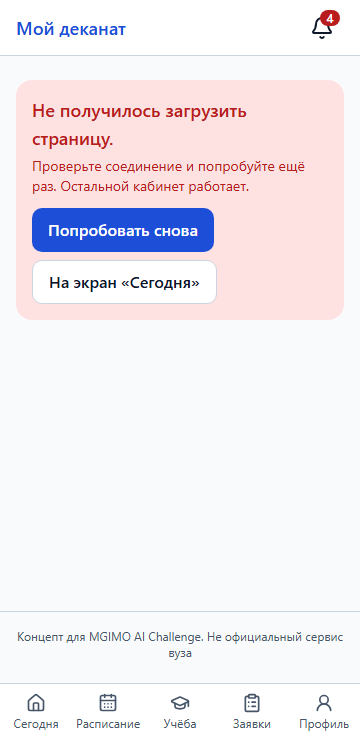 Мой деканат
4
Не получилось загрузить
страницу.
Проверьте соединение и попробуйте ещё
раз. Остальной кабинет работает.
Попробовать снова
На экран «Сегодня»
Концепт для MGIMO AI Challenge. Не официальный сервис
вуза
Сегодня
Расписание
Учёба
Заявки
Профиль